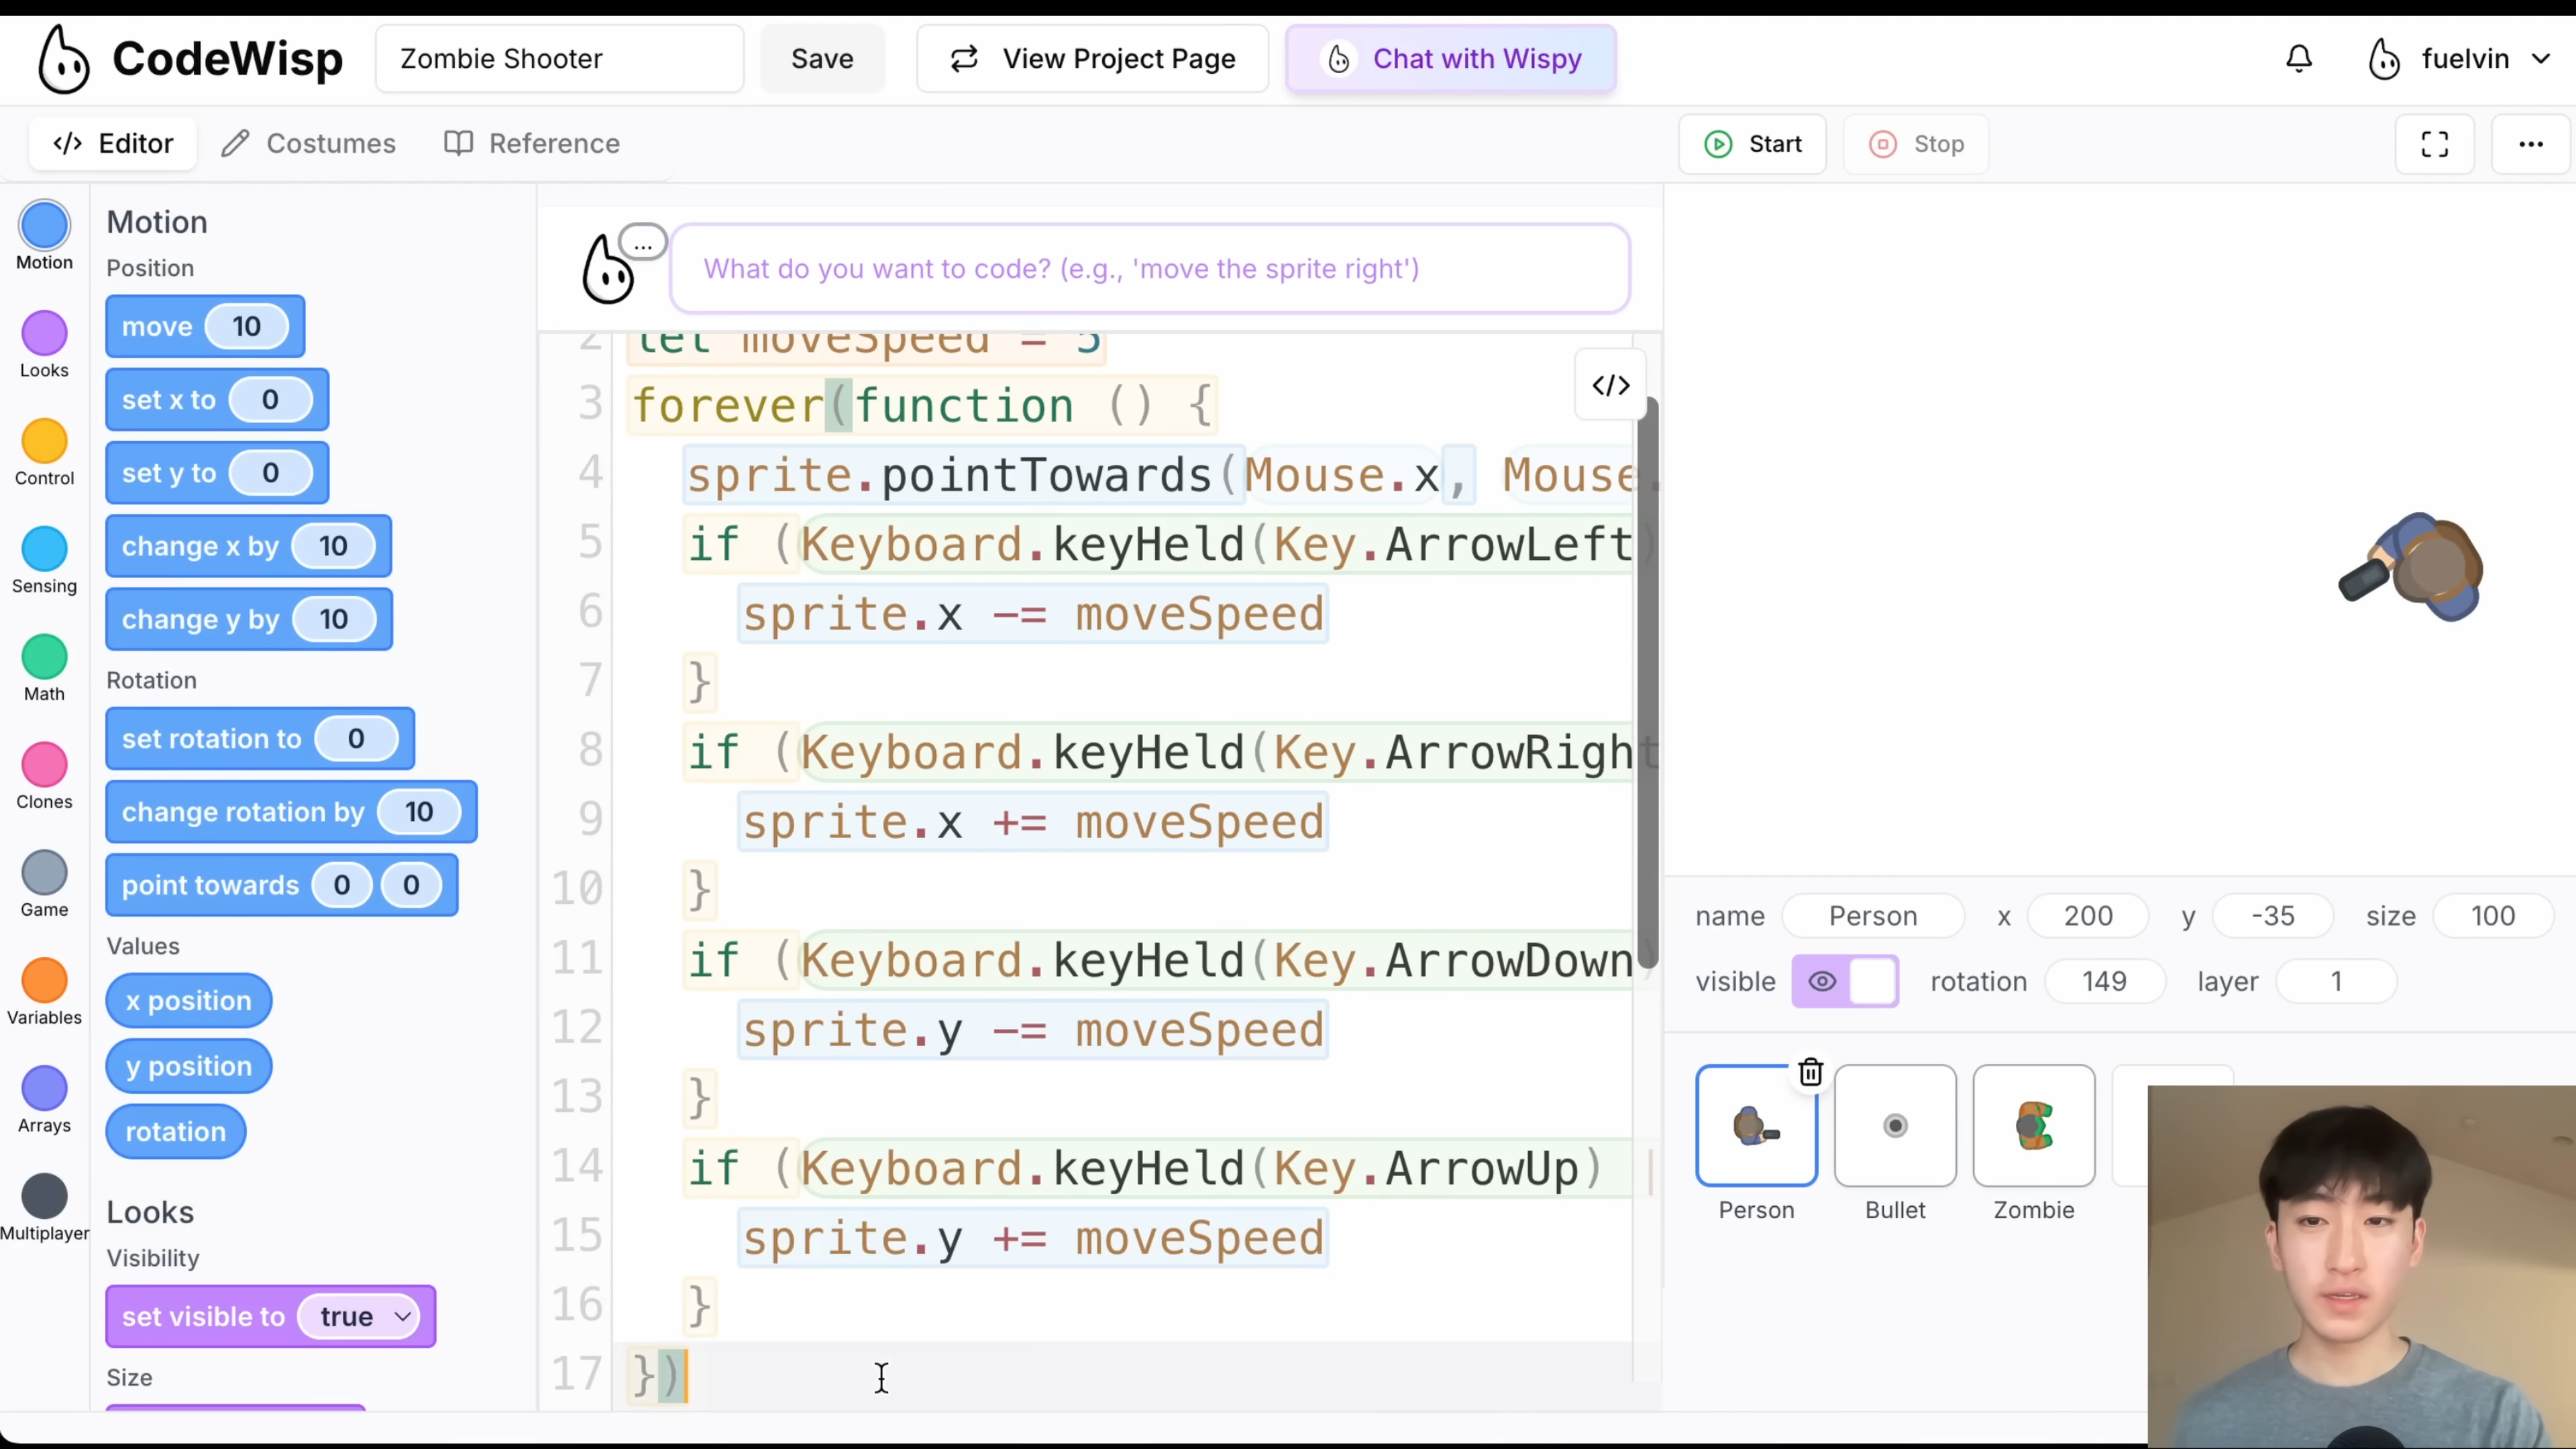 CodeWisp
Zombie Shooter
Save
View Project Page
Chat with Wispy
fuelvin
Editor
Costumes
Reference
Start
Stop
Motion
Looks
Control
Sensing
Math
Clones
Game
Variables
Arrays
Multiplayer
Motion
Position
move 10
set x to 0
set y to 0
change x by 10
change y by 10
Rotation
set rotation to 0
change rotation by 10
point towards 0 0
Values
x position
y position
rotation
Looks
Visibility
set visible to true
Size
...
What do you want to code? (e.g., 'move the sprite right')
</>
2 let moveSpeed = 5
3 forever(function () {
4 sprite.pointTowards(Mouse.x, Mouse.
5 if (Keyboard.keyHeld(Key.ArrowLeft)
6 sprite.x -= moveSpeed
7 }
8 if (Keyboard.keyHeld(Key.ArrowRight
9 sprite.x += moveSpeed
10 }
11 if (Keyboard.keyHeld(Key.ArrowDown)
12 sprite.y -= moveSpeed
13 }
14 if (Keyboard.keyHeld(Key.ArrowUp) |
15 sprite.y += moveSpeed
16 }
17 })
name Person x 200 y -35 size 100
visible rotation 149 layer 1
Person
Bullet
Zombie